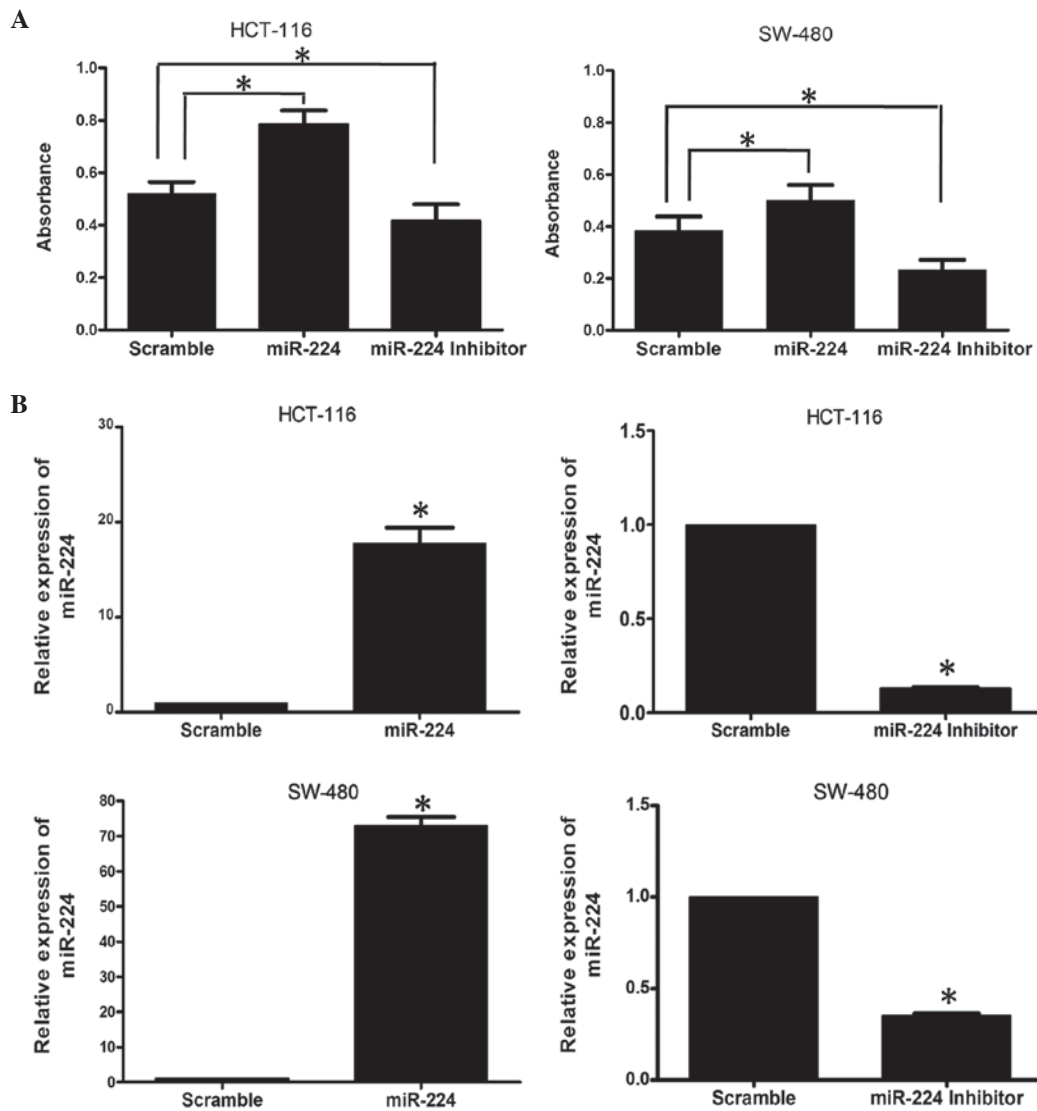 A
HCT-116
*
*
1.0
0.8
0.6
0.4
0.2
0.0
Absorbance
Scramble
miR-224
miR-224 Inhibitor
SW-480
*
*
1.0
0.8
0.6
0.4
0.2
0.0
Absorbance
Scramble
miR-224
miR-224 Inhibitor
B
HCT-116
30
20
10
0
Relative expression of
miR-224
*
Scramble
miR-224
HCT-116
1.5
1.0
0.5
0.0
Relative expression of
miR-224
*
Scramble
miR-224 Inhibitor
SW-480
80
70
60
50
40
30
20
10
0
Relative expression of
miR-224
*
Scramble
miR-224
SW-480
1.5
1.0
0.5
0.0
Relative expression of
miR-224
*
Scramble
miR-224 Inhibitor